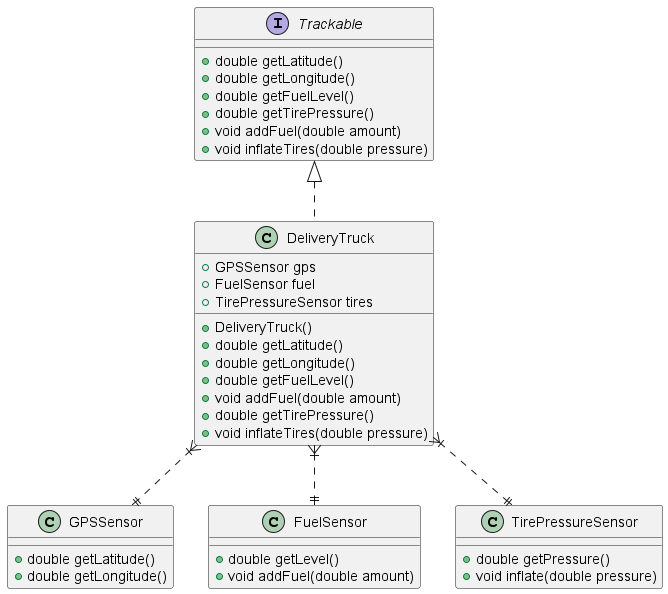 I Trackable
double getLatitude()
double getLongitude()
double getFuelLevel()
double getTirePressure()
void addFuel(double amount)
void inflateTires(double pressure)
C DeliveryTruck
GPSSensor gps
FuelSensor fuel
TirePressureSensor tires
DeliveryTruck()
double getLatitude()
double getLongitude()
double getFuelLevel()
void addFuel(double amount)
double getTirePressure()
void inflateTires(double pressure)
C GPSSensor
double getLatitude()
double getLongitude()
C FuelSensor
double getLevel()
void addFuel(double amount)
C TirePressureSensor
double getPressure()
void inflate(double pressure)